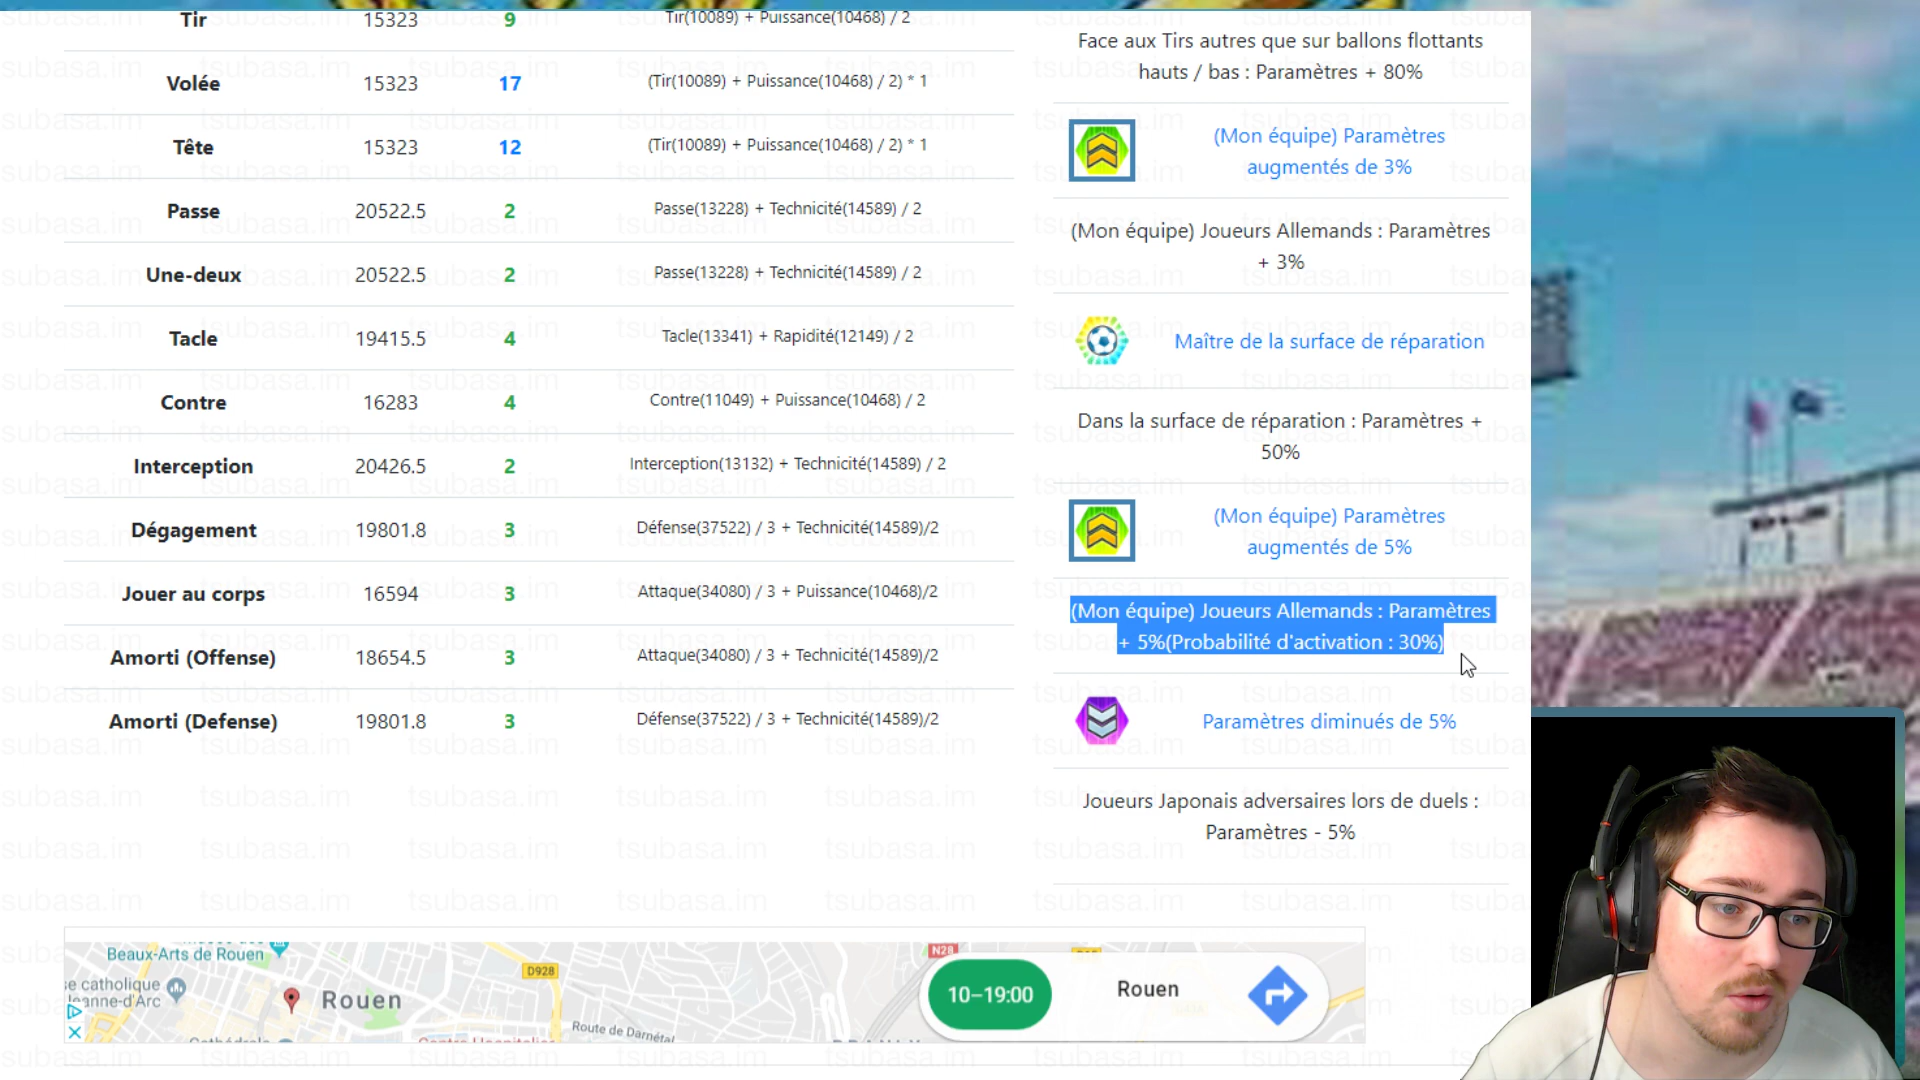 Tir 15323 9 Tir(10089) + Puissance(10468) / 2
Volée 15323 17 (Tir(10089) + Puissance(10468) / 2) * 1
Tête 15323 12 (Tir(10089) + Puissance(10468) / 2) * 1
Passe 20522.5 2 Passe(13228) + Technicité(14589) / 2
Une-deux 20522.5 2 Passe(13228) + Technicité(14589) / 2
Tacle 19415.5 4 Tacle(13341) + Rapidité(12149) / 2
Contre 16283 4 Contre(11049) + Puissance(10468) / 2
Interception 20426.5 2 Interception(13132) + Technicité(14589) / 2
Dégagement 19801.8 3 Défense(37522) / 3 + Technicité(14589)/2
Jouer au corps 16594 3 Attaque(34080) / 3 + Puissance(10468)/2
Amorti (Offense) 18654.5 3 Attaque(34080) / 3 + Technicité(14589)/2
Amorti (Defense) 19801.8 3 Défense(37522) / 3 + Technicité(14589)/2
Face aux Tirs autres que sur ballons flottants
hauts / bas : Paramètres + 80%
(Mon équipe) Paramètres
augmentés de 3%
(Mon équipe) Joueurs Allemands : Paramètres
+ 3%
Maître de la surface de réparation
Dans la surface de réparation : Paramètres +
50%
(Mon équipe) Paramètres
augmentés de 5%
(Mon équipe) Joueurs Allemands : Paramètres
+ 5%(Probabilité d'activation : 30%)
Paramètres diminués de 5%
Joueurs Japonais adversaires lors de duels :
Paramètres - 5%
tsubasa.im
Beaux-Arts de Rouen
se catholique
Jeanne-d'Arc
Rouen
D928
Route de Darnétal
N28
10–19:00
Rouen